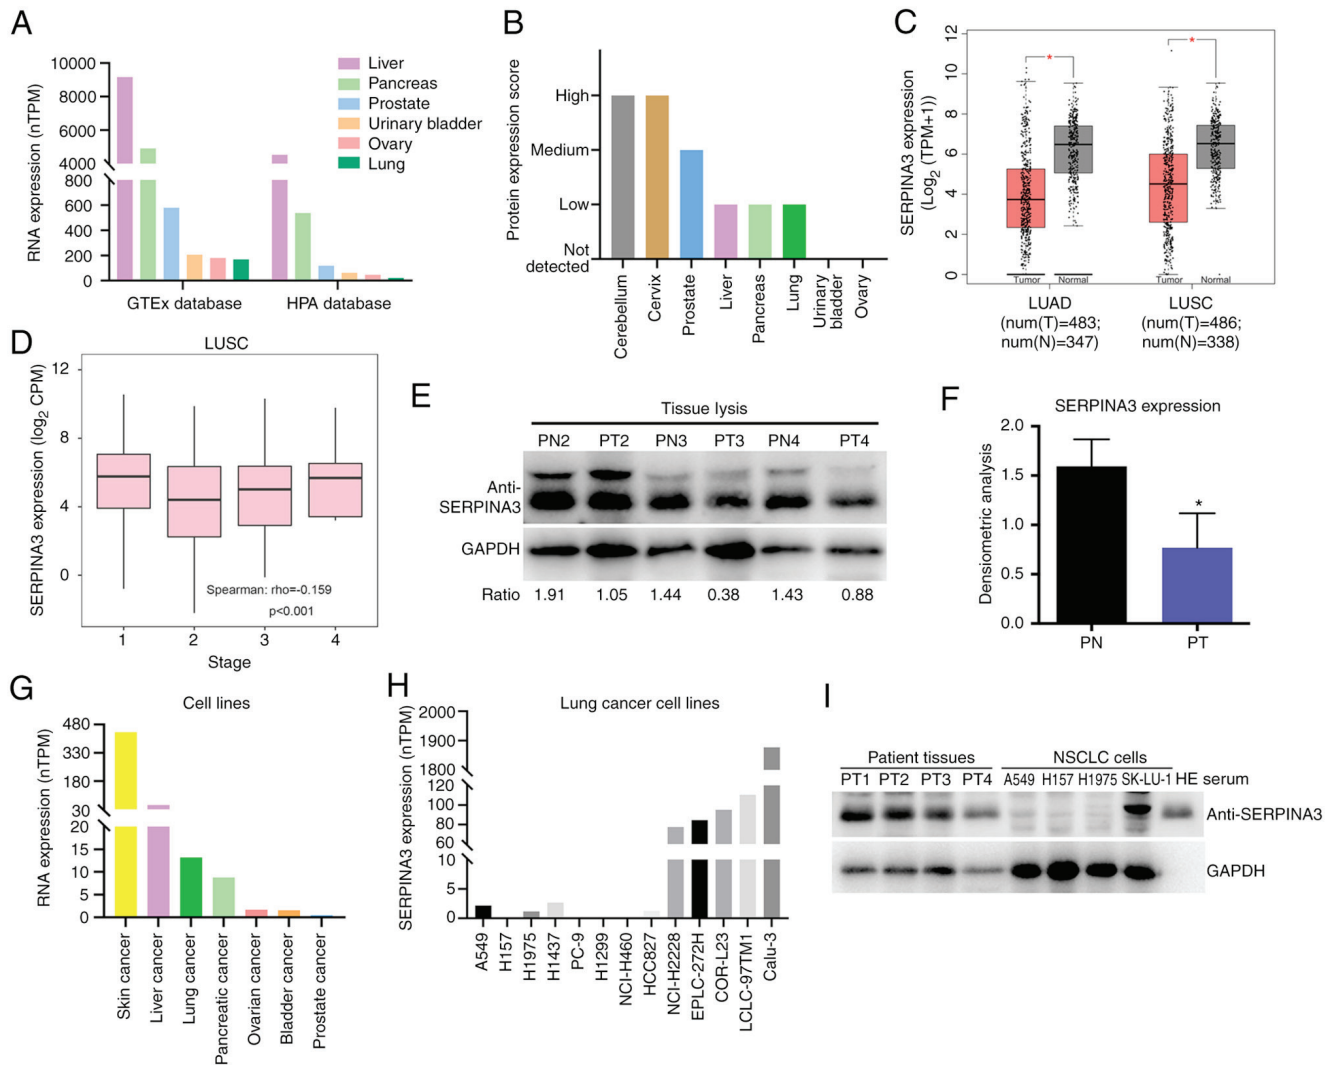 A
RNA expression (nTPM)
10000
8000
6000
4000
800
600
400
200
0
GTEx database
HPA database
Liver
Pancreas
Prostate
Urinary bladder
Ovary
Lung
B
Protein expression score
High
Medium
Low
Not
detected
Cerebellum
Cervix
Prostate
Liver
Pancreas
Lung
Urinary
bladder
Ovary
C
SERPINA3 expression
(Log2 (TPM+1))
12
10
8
6
4
2
0
*
*
Tumor
Normal
Tumor
Normal
LUAD
(num(T)=483;
num(N)=347)
LUSC
(num(T)=486;
num(N)=338)
D
LUSC
SERPINA3 expression (log2 CPM)
12
8
4
0
Spearman: rho=-0.159
p<0.001
1
2
3
4
Stage
E
Tissue lysis
PN2 PT2 PN3 PT3 PN4 PT4
Anti-
SERPINA3
GAPDH
Ratio 1.91 1.05 1.44 0.38 1.43 0.88
F
SERPINA3 expression
Densiometric analysis
2.0
1.5
1.0
0.5
0.0
*
PN
PT
G
Cell lines
RNA expression (nTPM)
480
330
180
30
20
15
10
5
0
Skin cancer
Liver cancer
Lung cancer
Pancreatic cancer
Ovarian cancer
Bladder cancer
Prostate cancer
H
Lung cancer cell lines
SERPINA3 expression (nTPM)
2000
1900
1800
120
100
80
60
10
5
0
A549
H157
H1975
H1437
PC-9
H1299
NCI-H460
HCC827
NCI-H2228
EPLC-272H
COR-L23
LCLC-97TM1
Calu-3
I
Patient tissues
NSCLC cells
PT1 PT2 PT3 PT4 A549 H157 H1975 SK-LU-1 HE serum
Anti-SERPINA3
GAPDH